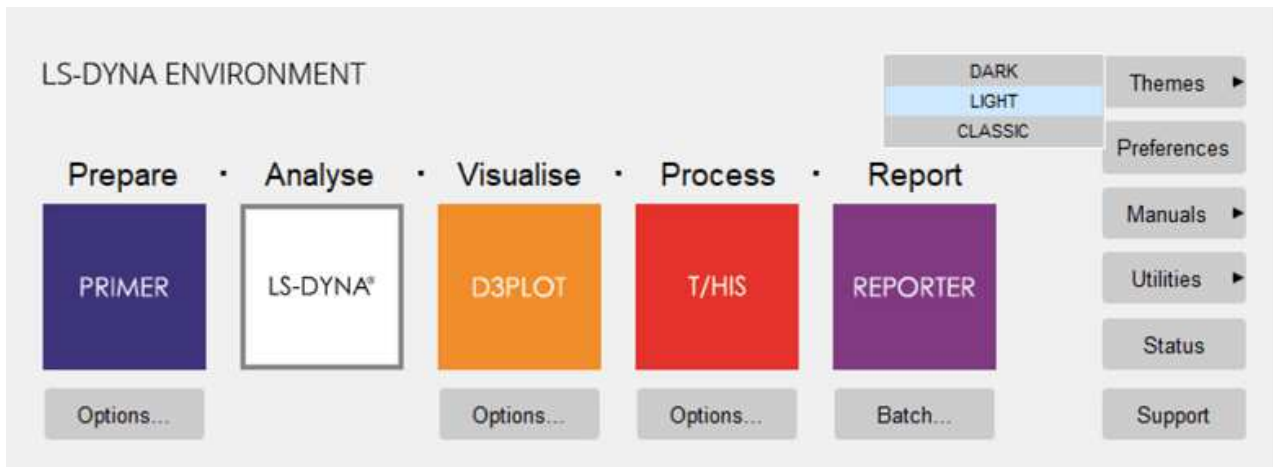 LS-DYNA ENVIRONMENT
DARK
LIGHT
CLASSIC
Themes
Preferences
Manuals
Utilities
Status
Support
Prepare · Analyse · Visualise · Process · Report
PRIMER LS-DYNA® D3PLOT T/HIS REPORTER
Options... Options... Options... Batch...